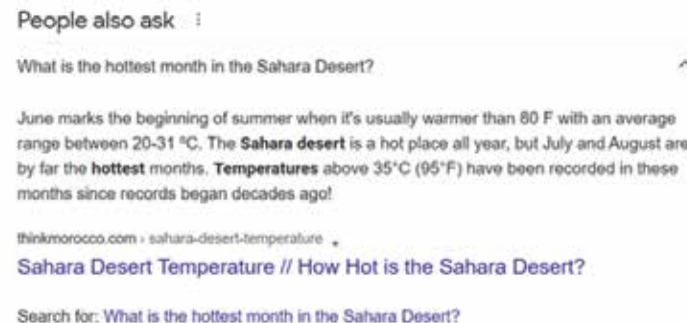 People also ask
What is the hottest month in the Sahara Desert?
June marks the beginning of summer when it's usually warmer than 80 F with an average
range between 20-31 ºC. The Sahara desert is a hot place all year, but July and August are
by far the hottest months. Temperatures above 35°C (95°F) have been recorded in these
months since records began decades ago!
thinkmorocco.com › sahara-desert-temperature
Sahara Desert Temperature // How Hot is the Sahara Desert?
Search for: What is the hottest month in the Sahara Desert?